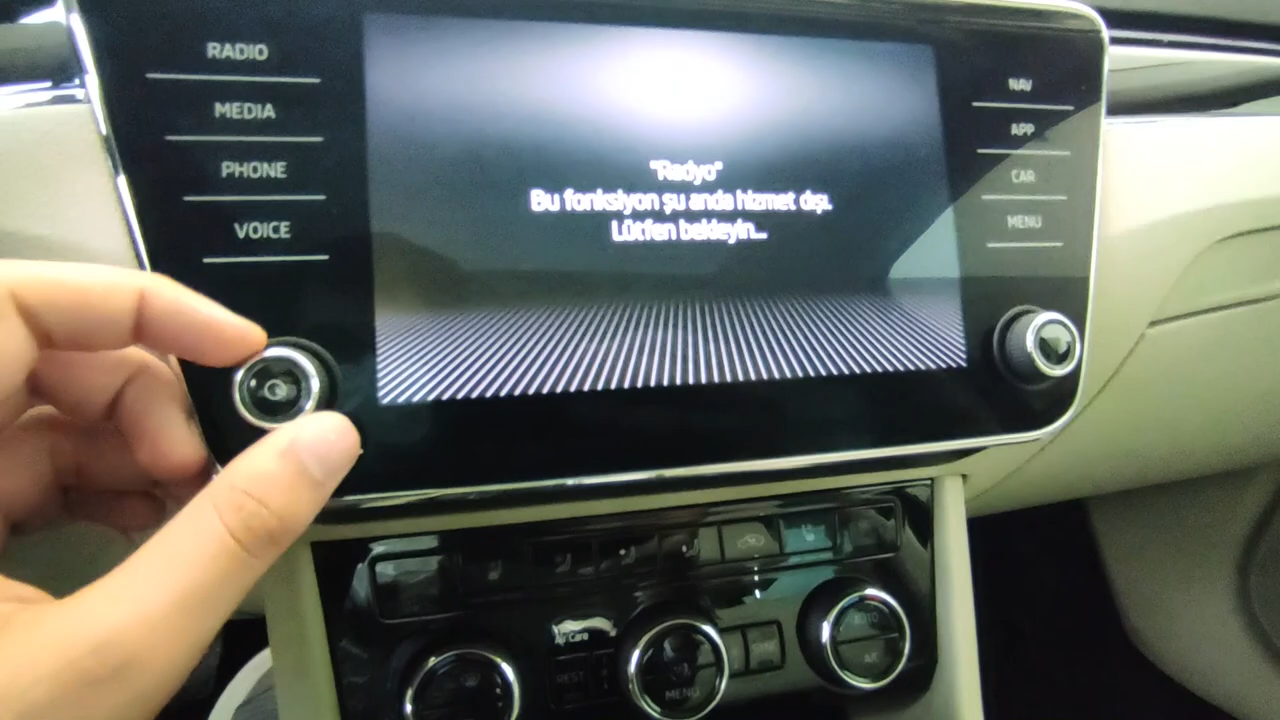 RADIO
MEDIA
PHONE
VOICE
"Radyo"
Bu fonksiyon şu anda hizmet dışı.
Lütfen bekleyin...
NAV
APP
CAR
MENU
Air Care
REST
MENU
AUTO
A/C